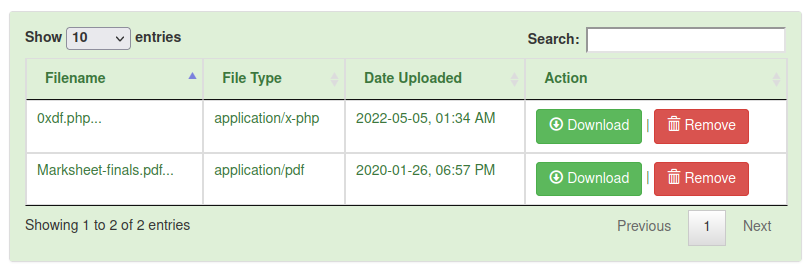 Show 10 entries Search:
Filename File Type Date Uploaded Action
0xdf.php... application/x-php 2022-05-05, 01:34 AM Download | Remove
Marksheet-finals.pdf... application/pdf 2020-01-26, 06:57 PM Download | Remove
Showing 1 to 2 of 2 entries Previous 1 Next